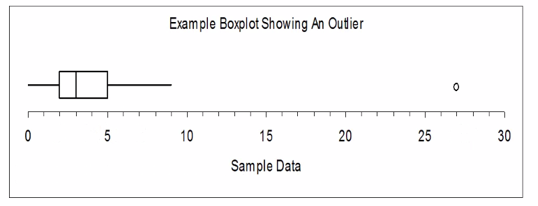 Example Boxplot Showing An Outlier
0 5 10 15 20 25 30
Sample Data